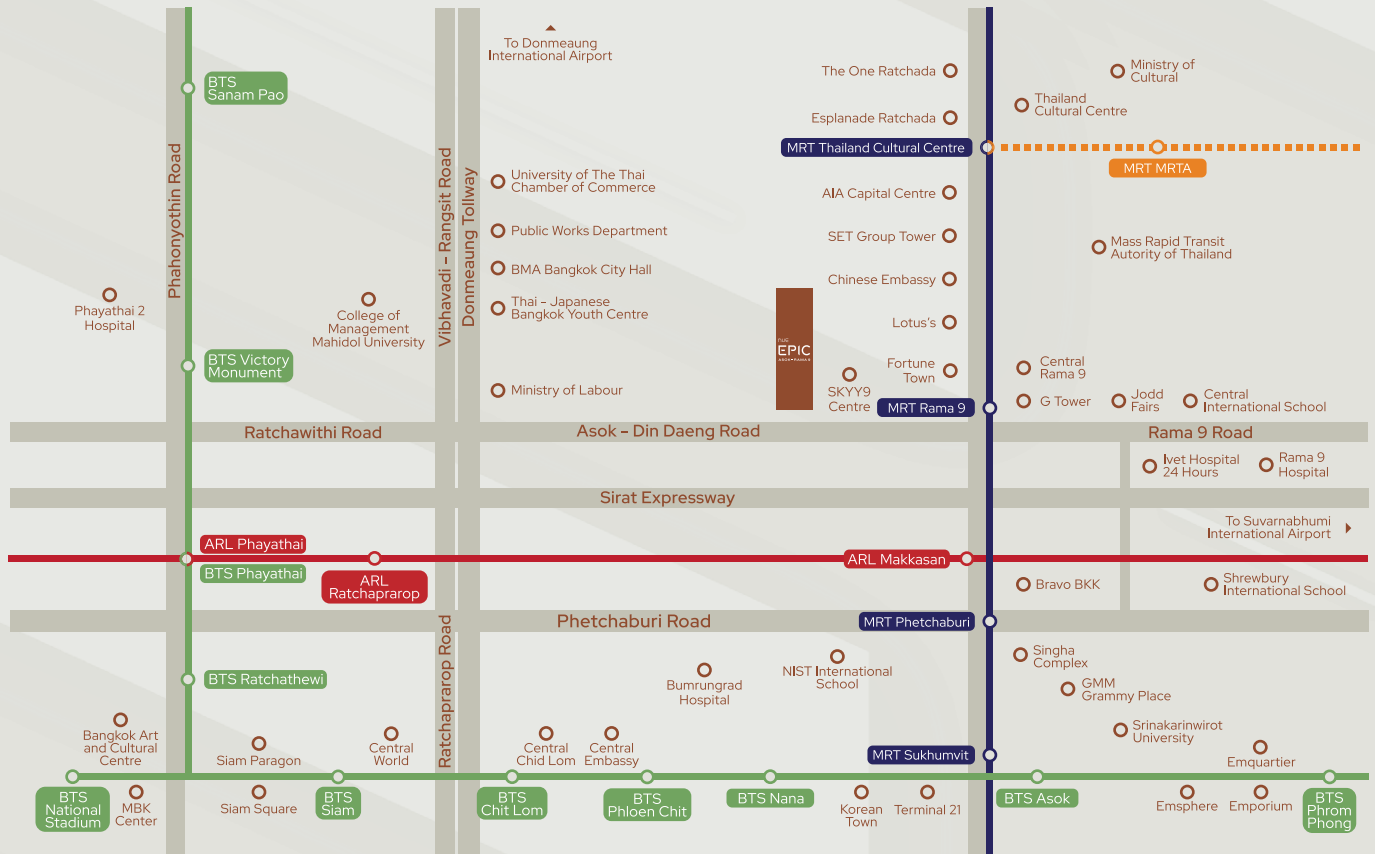 To Donmeaung
International Airport
BTS
Sanam Pao
The One Ratchada
Ministry of
Cultural
Thailand
Cultural Centre
Esplanade Ratchada
MRT Thailand Cultural Centre
MRT MRTA
Phahonyothin Road
Vibhavadi - Rangsit Road
Donmeaung Tollway
University of The Thai
Chamber of Commerce
AIA Capital Centre
Public Works Department
SET Group Tower
Mass Rapid Transit
Autority of Thailand
BMA Bangkok City Hall
Chinese Embassy
Phayathai 2
Hospital
College of
Management
Mahidol University
Thai - Japanese
Bangkok Youth Centre
Lotus's
EPIC
ASOK-RAMA 9
BTS Victory
Monument
Fortune
Town
Central
Rama 9
Ministry of Labour
SKYY9
Centre
MRT Rama 9
G Tower
Jodd
Fairs
Central
International School
Ratchawithi Road
Asok - Din Daeng Road
Rama 9 Road
Ivet Hospital
24 Hours
Rama 9
Hospital
Sirat Expressway
To Suvarnabhumi
International Airport
ARL Phayathai
BTS Phayathai
ARL
Ratchaprarop
ARL Makkasan
Bravo BKK
Shrewbury
International School
Phetchaburi Road
MRT Phetchaburi
Ratchaprarop Road
BTS Ratchathewi
Bumrungrad
Hospital
NIST International
School
Singha
Complex
GMM
Grammy Place
Srinakarinwirot
University
Bangkok Art
and Cultural
Centre
Siam Paragon
Central
World
Central
Chid Lom
Central
Embassy
MRT Sukhumvit
Emquartier
BTS
National
Stadium
MBK
Center
Siam Square
BTS
Siam
BTS
Chit Lom
BTS
Phloen Chit
BTS Nana
Korean
Town
Terminal 21
BTS Asok
Emsphere
Emporium
BTS
Phrom
Phong